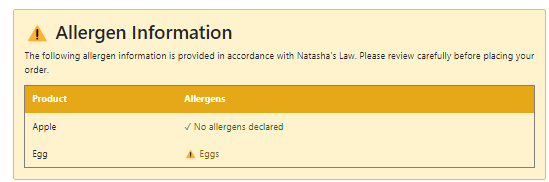 ⚠ Allergen Information
The following allergen information is provided in accordance with Natasha's Law. Please review carefully before placing your
order.
Product Allergens
Apple ✓ No allergens declared
Egg ⚠ Eggs